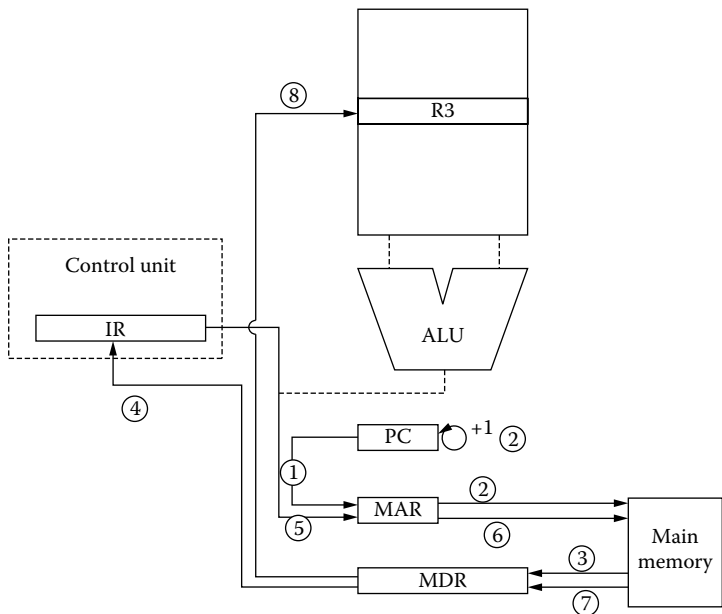 ⑧
R3
Control unit
IR
ALU
④
PC
+1
②
①
②
MAR
⑤
⑥
Main
memory
③
MDR
⑦